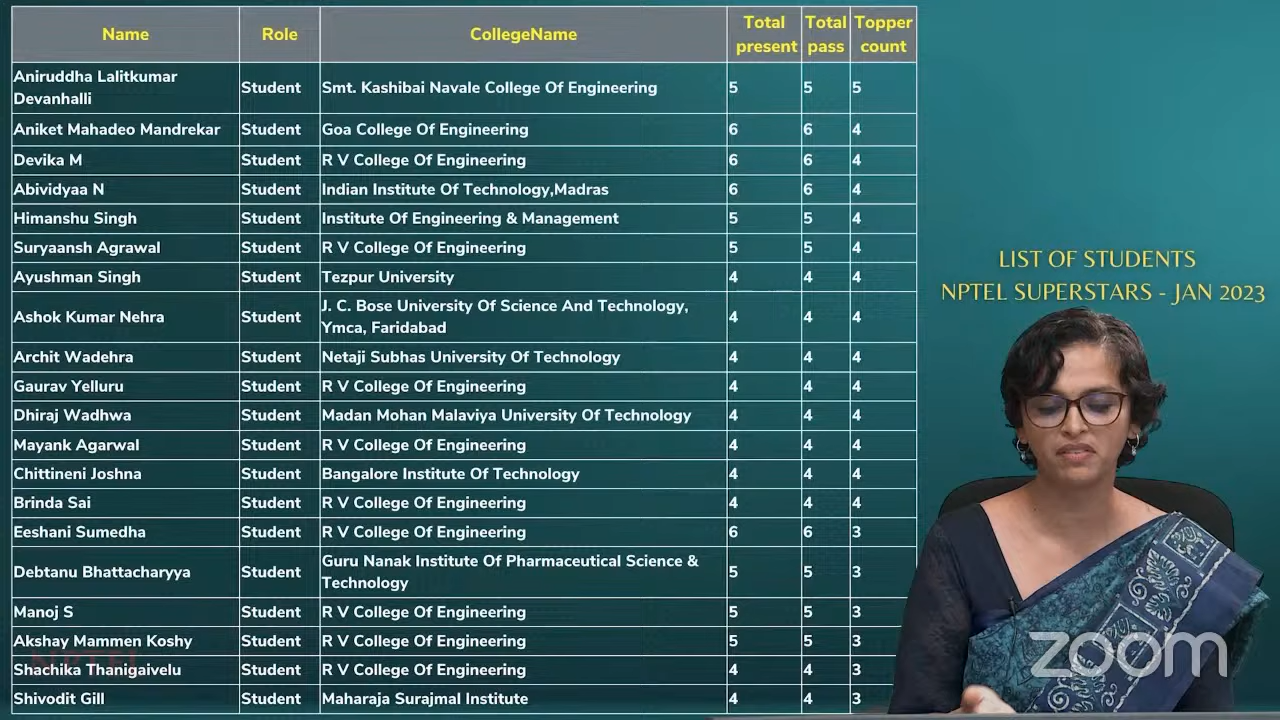 Name Role CollegeName Total present Total pass Topper count
Aniruddha Lalitkumar Devanhalli Student Smt. Kashibai Navale College Of Engineering 5 5 5
Aniket Mahadeo Mandrekar Student Goa College Of Engineering 6 6 4
Devika M Student R V College Of Engineering 6 6 4
Abividyaa N Student Indian Institute Of Technology,Madras 6 6 4
Himanshu Singh Student Institute Of Engineering & Management 5 5 4
Suryaansh Agrawal Student R V College Of Engineering 5 5 4
Ayushman Singh Student Tezpur University 4 4 4
Ashok Kumar Nehra Student J. C. Bose University Of Science And Technology, Ymca, Faridabad 4 4 4
Archit Wadehra Student Netaji Subhas University Of Technology 4 4 4
Gaurav Yelluru Student R V College Of Engineering 4 4 4
Dhiraj Wadhwa Student Madan Mohan Malaviya University Of Technology 4 4 4
Mayank Agarwal Student R V College Of Engineering 4 4 4
Chittineni Joshna Student Bangalore Institute Of Technology 4 4 4
Brinda Sai Student R V College Of Engineering 4 4 4
Eeshani Sumedha Student R V College Of Engineering 6 6 3
Debtanu Bhattacharyya Student Guru Nanak Institute Of Pharmaceutical Science & Technology 5 5 3
Manoj S Student R V College Of Engineering 5 5 3
Akshay Mammen Koshy Student R V College Of Engineering 5 5 3
Shachika Thanigaivelu Student R V College Of Engineering 4 4 3
Shivodit Gill Student Maharaja Surajmal Institute 4 4 3
LIST OF STUDENTS
NPTEL SUPERSTARS - JAN 2023
NPTEL
zoom